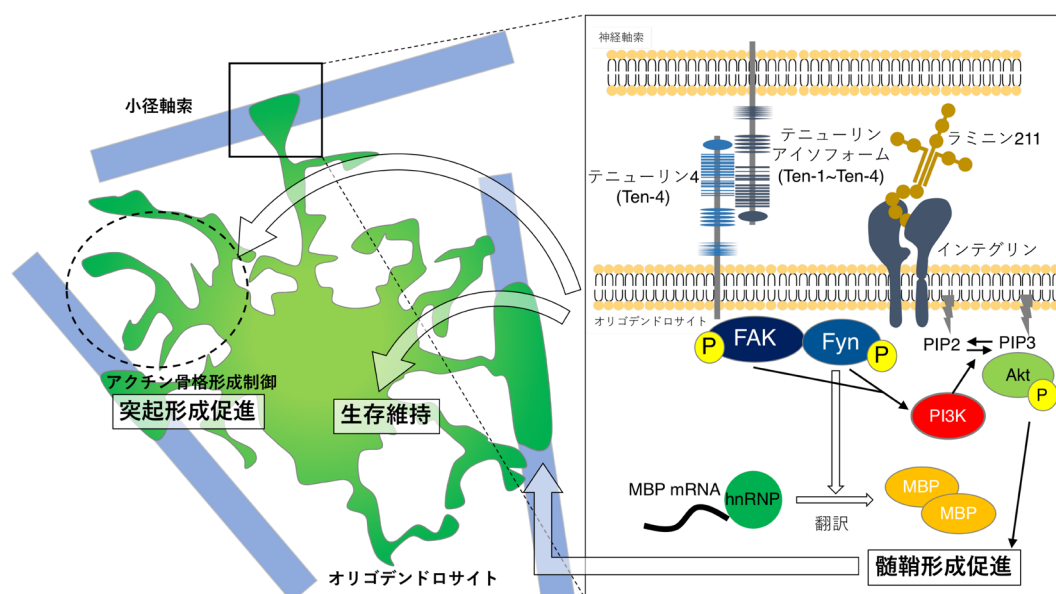 小径軸索
アクチン骨格形成制御
突起形成促進
生存維持
オリゴデンドロサイト
神経軸索
テニューリン4
(Ten-4)
テニューリン
アイソフォーム
(Ten-1~Ten-4)
ラミニン211
インテグリン
オリゴデンドロサイト
P
FAK
Fyn
P
PIP2
PIP3
Akt
P
PI3K
MBP mRNA
hnRNP
翻訳
MBP
MBP
髄鞘形成促進